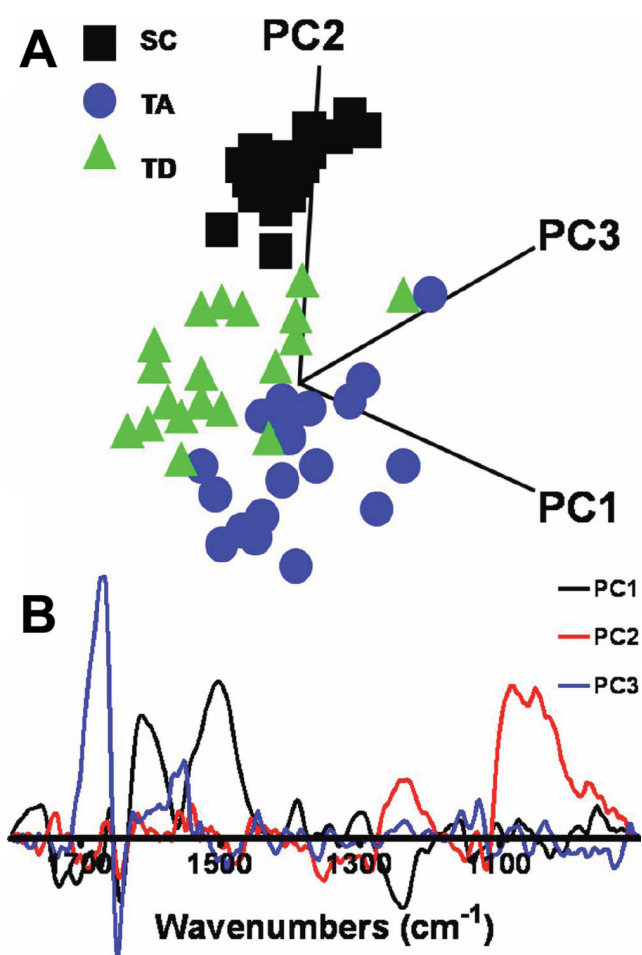 A
SC
TA
TD
PC2
PC3
PC1
B
PC1
PC2
PC3
1700 1500 1300 1100
Wavenumbers (cm-1)